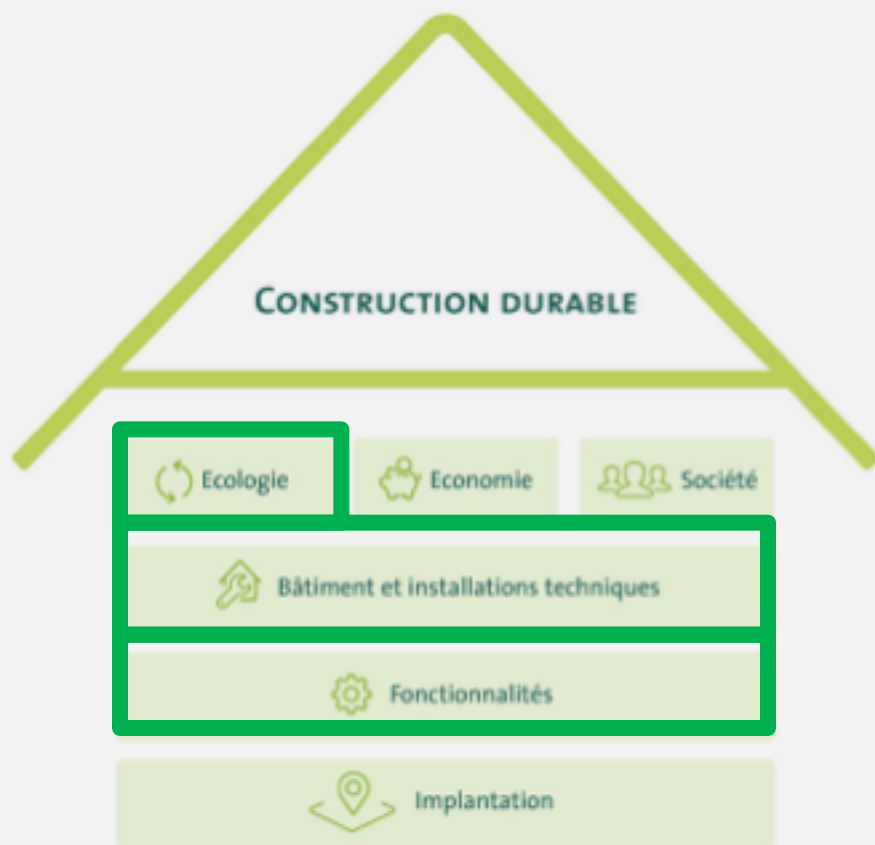 CONSTRUCTION DURABLE
Ecologie
Economie
Société
Bâtiment et installations techniques
Fonctionnalités
Implantation